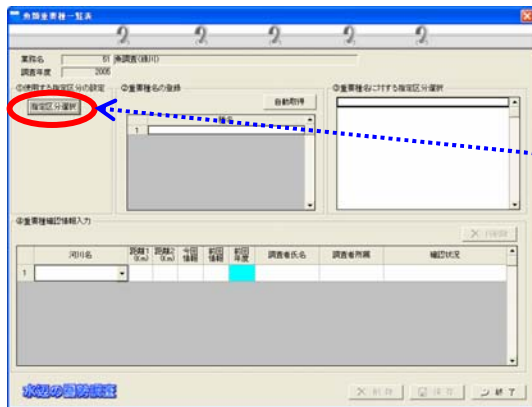 魚類重要種一覧表
業務名 51 魚調査(緑川)
調査年度 2005
①使用する指定区分の設定
指定区分選択
②重要種名の登録
自動取得
種名
1
③重要種名に対する指定区分選択
④重要種確認情報入力
行削除
河川名 距離1(Km) 距離2(Km) 今回情報 前回情報 前回年度 調査者氏名 調査者所属 確認状況
1
水辺の国勢調査
削除 保存 終了